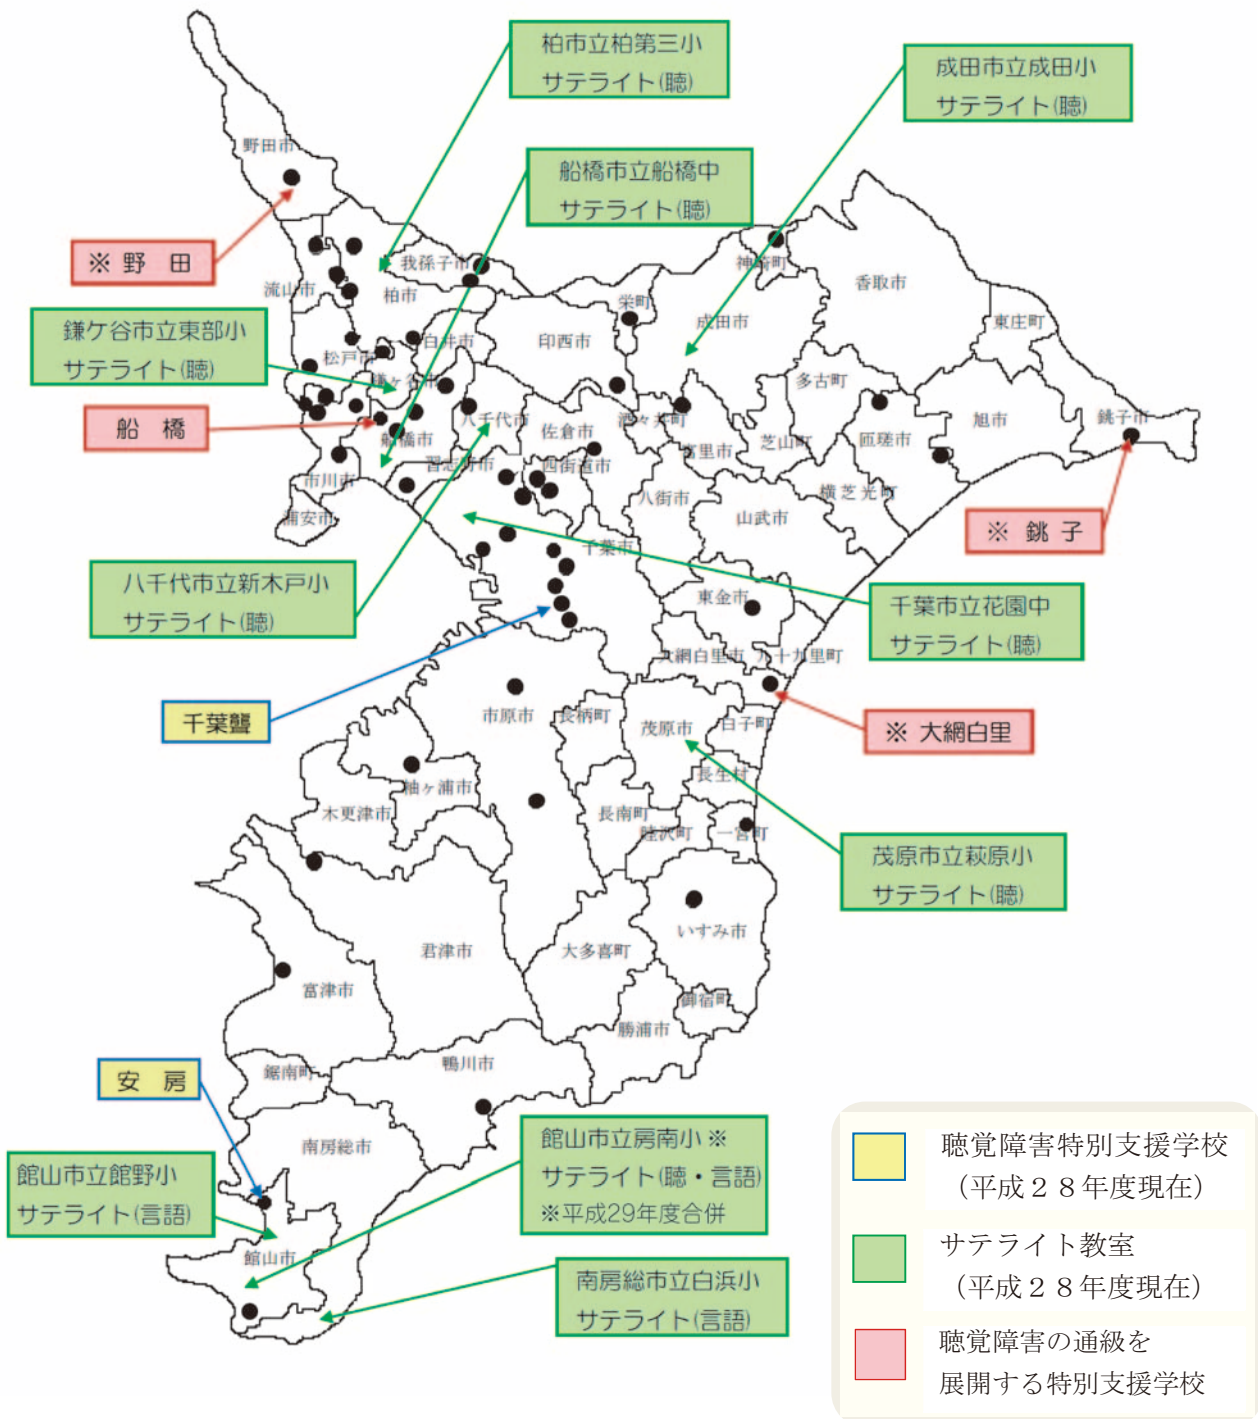 柏市立柏第三小
サテライト(聴)
成田市立成田小
サテライト(聴)
野田市
船橋市立船橋中
サテライト(聴)
※ 野 田
我孫子市
神崎町
香取市
流山市
柏市
栄町
成田市
東庄町
鎌ケ谷市立東部小
サテライト(聴)
松戸市
白井市
印西市
鎌ヶ谷市
多古町
船 橋
船橋市
八千代市
佐倉市
酒々井町
富里市
芝山町
匝瑳市
旭市
銚子市
習志野市
四街道市
市川市
八街市
横芝光町
浦安市
山武市
※ 銚 子
千葉市
八千代市立新木戸小
サテライト(聴)
東金市
千葉市立花園中
サテライト(聴)
大網白里市
九十九里町
千葉聾
市原市
長柄町
茂原市
白子町
※ 大網白里
長生村
袖ヶ浦市
木更津市
長南町
睦沢町
一宮町
茂原市立萩原小
サテライト(聴)
いすみ市
君津市
大多喜町
富津市
御宿町
勝浦市
鴨川市
安 房
鋸南町
南房総市
館山市立房南小※
サテライト(聴・言語)
※平成29年度合併
館山市立館野小
サテライト(言語)
館山市
南房総市立白浜小
サテライト(言語)
聴覚障害特別支援学校
(平成28年度現在)
サテライト教室
(平成28年度現在)
聴覚障害の通級を
展開する特別支援学校